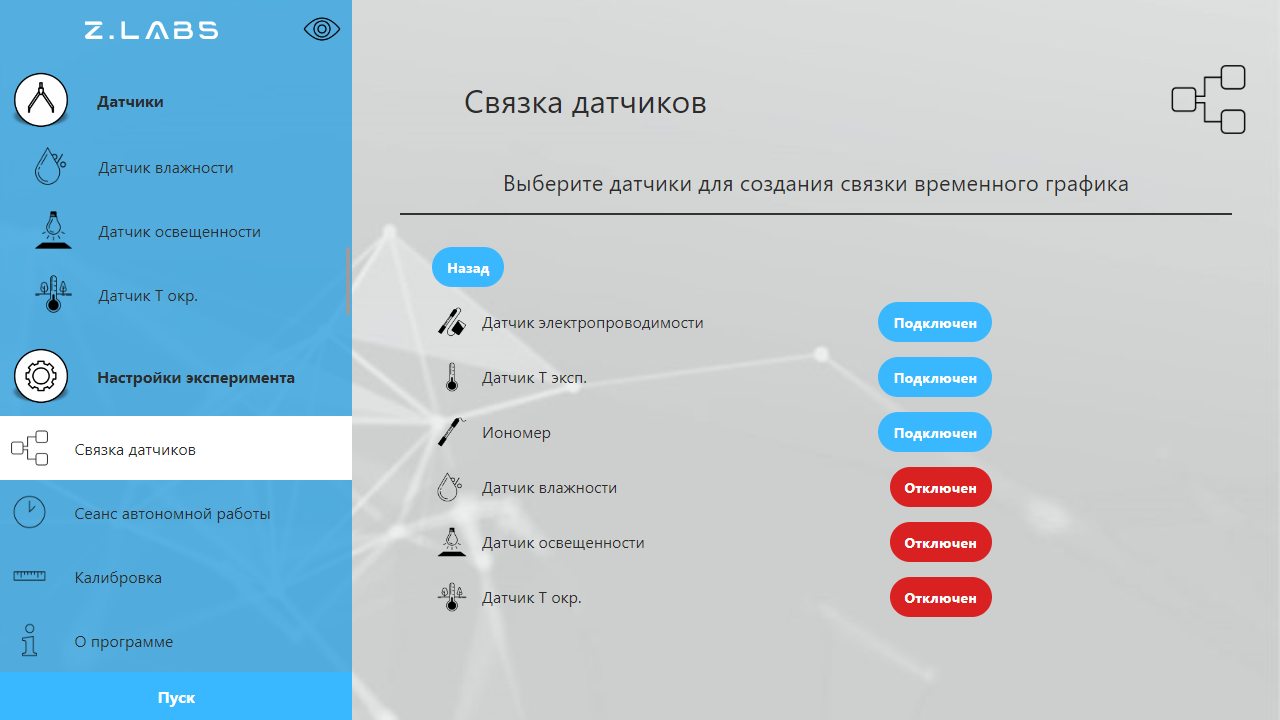 Z.LABS
Датчики
Датчик влажности
Датчик освещенности
Датчик Т окр.
Настройки эксперимента
Связка датчиков
Сеанс автономной работы
Калибровка
О программе
Пуск
Связка датчиков
Выберите датчики для создания связки временного графика
Назад
Датчик электропроводимости Подключен
Датчик Т эксп. Подключен
Иономер Подключен
Датчик влажности Отключен
Датчик освещенности Отключен
Датчик Т окр. Отключен